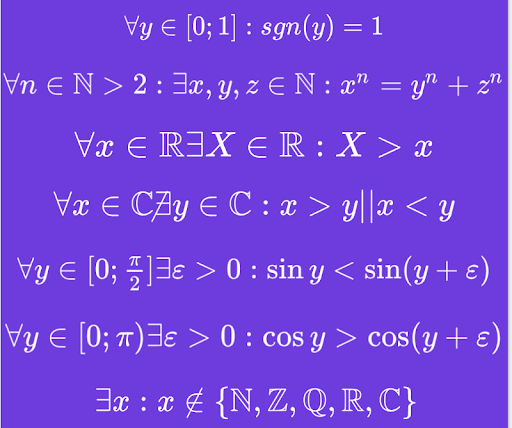 ∀y ∈ [0; 1] : sgn(y) = 1
∀n ∈ ℕ > 2 : ∃x, y, z ∈ ℕ : xⁿ = yⁿ + zⁿ
∀x ∈ ℝ∃X ∈ ℝ : X > x
∀x ∈ ℂ∄y ∈ ℂ : x > y||x < y
∀y ∈ [0; π/2]∃ε > 0 : sin y < sin(y + ε)
∀y ∈ [0; π)∃ε > 0 : cos y > cos(y + ε)
∃x : x ∉ {ℕ, ℤ, ℚ, ℝ, ℂ}